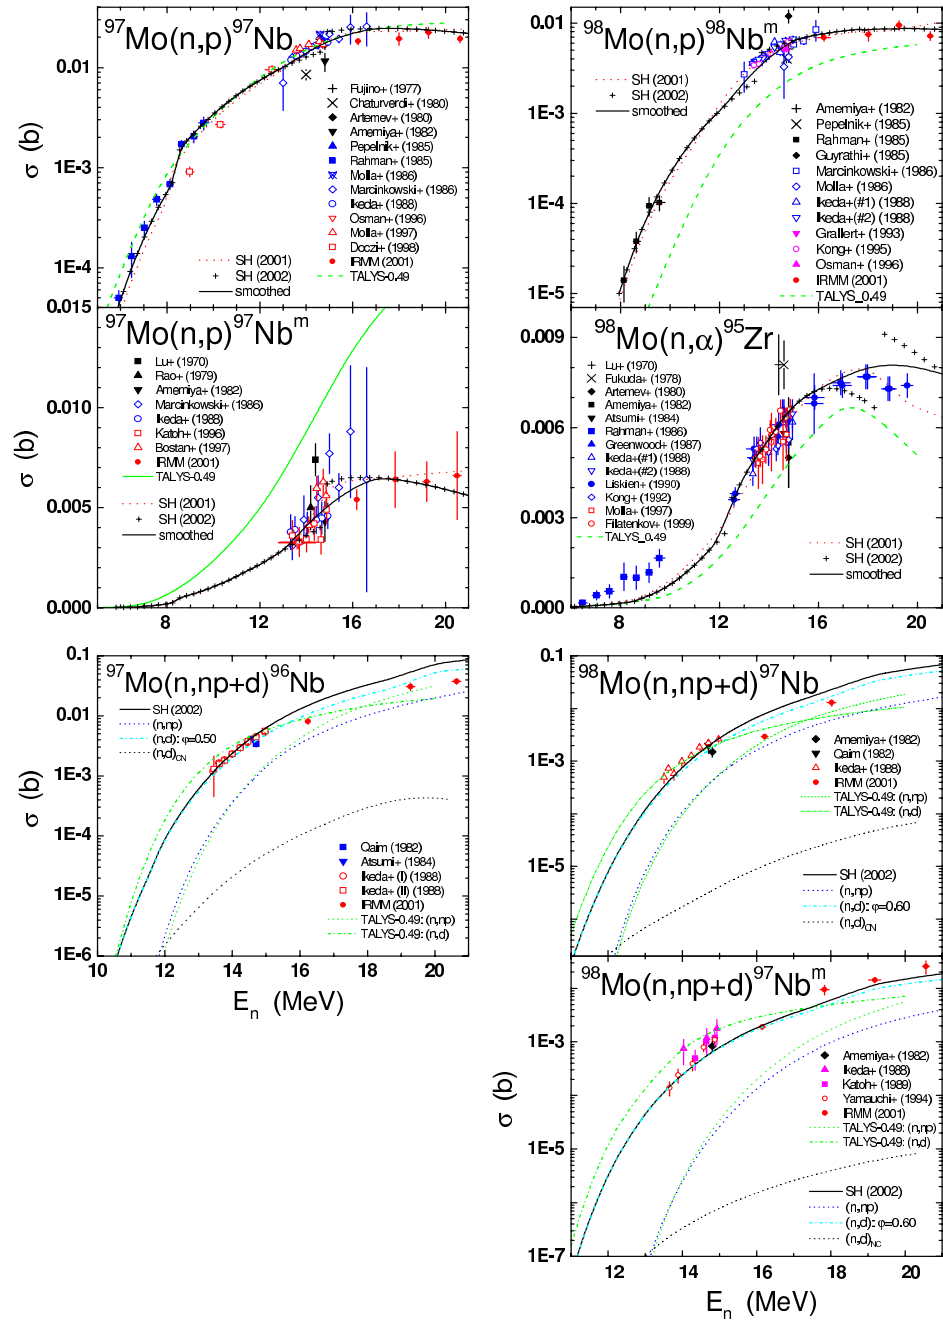 97Mo(n,p)97Nb
σ (b)
0.01
1E-3
1E-4
Fujino+ (1977)
Chaturverdi+ (1980)
Artemev+ (1980)
Amemiya+ (1982)
Pepelnik+ (1985)
Rahman+ (1985)
Molla+ (1986)
Marcinkowski+ (1986)
Ikeda+ (1988)
Osman+ (1996)
Molla+ (1997)
Doczi+ (1998)
IRMM (2001)
TALYS-0.49
SH (2001)
SH (2002)
smoothed
98Mo(n,p)98Nbm
σ (b)
0.01
1E-3
1E-4
1E-5
SH (2001)
SH (2002)
smoothed
Amemiya+ (1982)
Pepelnik+ (1985)
Rahman+ (1985)
Guyrathi+ (1985)
Marcinkowski+ (1986)
Molla+ (1986)
Ikeda+(#1) (1988)
Ikeda+(#2) (1988)
Grallert+ (1993)
Kong+ (1995)
Osman+ (1996)
IRMM (2001)
TALYS_0.49
97Mo(n,p)97Nbm
σ (b)
0.015
0.010
0.005
0.000
Lu+ (1970)
Rao+ (1979)
Amemiya+ (1982)
Marcinkowski+ (1986)
Ikeda+ (1988)
Katoh+ (1996)
Bostan+ (1997)
IRMM (2001)
TALYS-0.49
SH (2001)
SH (2002)
smoothed
8 12 16 20
98Mo(n,α)95Zr
σ (b)
0.009
0.006
0.003
0.000
Lu+ (1970)
Fukuda+ (1978)
Artemev+ (1980)
Amemiya+ (1982)
Atsumi+ (1984)
Rahman+ (1986)
Greenwood+ (1987)
Ikeda+(#1) (1988)
Ikeda+(#2) (1988)
Liskien+ (1990)
Kong+ (1992)
Molla+ (1997)
Filatenkov+ (1999)
TALYS_0.49
SH (2001)
SH (2002)
smoothed
8 12 16 20
97Mo(n,np+d)96Nb
σ (b)
0.1
0.01
1E-3
1E-4
1E-5
1E-6
SH (2002)
(n,np)
(n,d): φ=0.50
(n,d)CN
Qaim (1982)
Atsumi+ (1984)
Ikeda+ (I) (1988)
Ikeda+ (II) (1988)
IRMM (2001)
TALYS-0.49: (n,np)
TALYS-0.49: (n,d)
10 12 14 16 18 20
En (MeV)
98Mo(n,np+d)97Nb
σ (b)
0.1
1E-3
1E-5
Amemiya+ (1982)
Qaim (1982)
Ikeda+ (1988)
IRMM (2001)
TALYS-0.49: (n,np)
TALYS-0.49: (n,d)
SH (2002)
(n,np)
(n,d): φ=0.60
(n,d)CN
98Mo(n,np+d)97Nbm
σ (b)
1E-3
1E-5
1E-7
Amemiya+ (1982)
Ikeda+ (1988)
Katoh+ (1989)
Yamauchi+ (1994)
IRMM (2001)
TALYS-0.49: (n,np)
TALYS-0.49: (n,d)
SH (2002)
(n,np)
(n,d): φ=0.60
(n,d)NC
12 14 16 18 20
En (MeV)